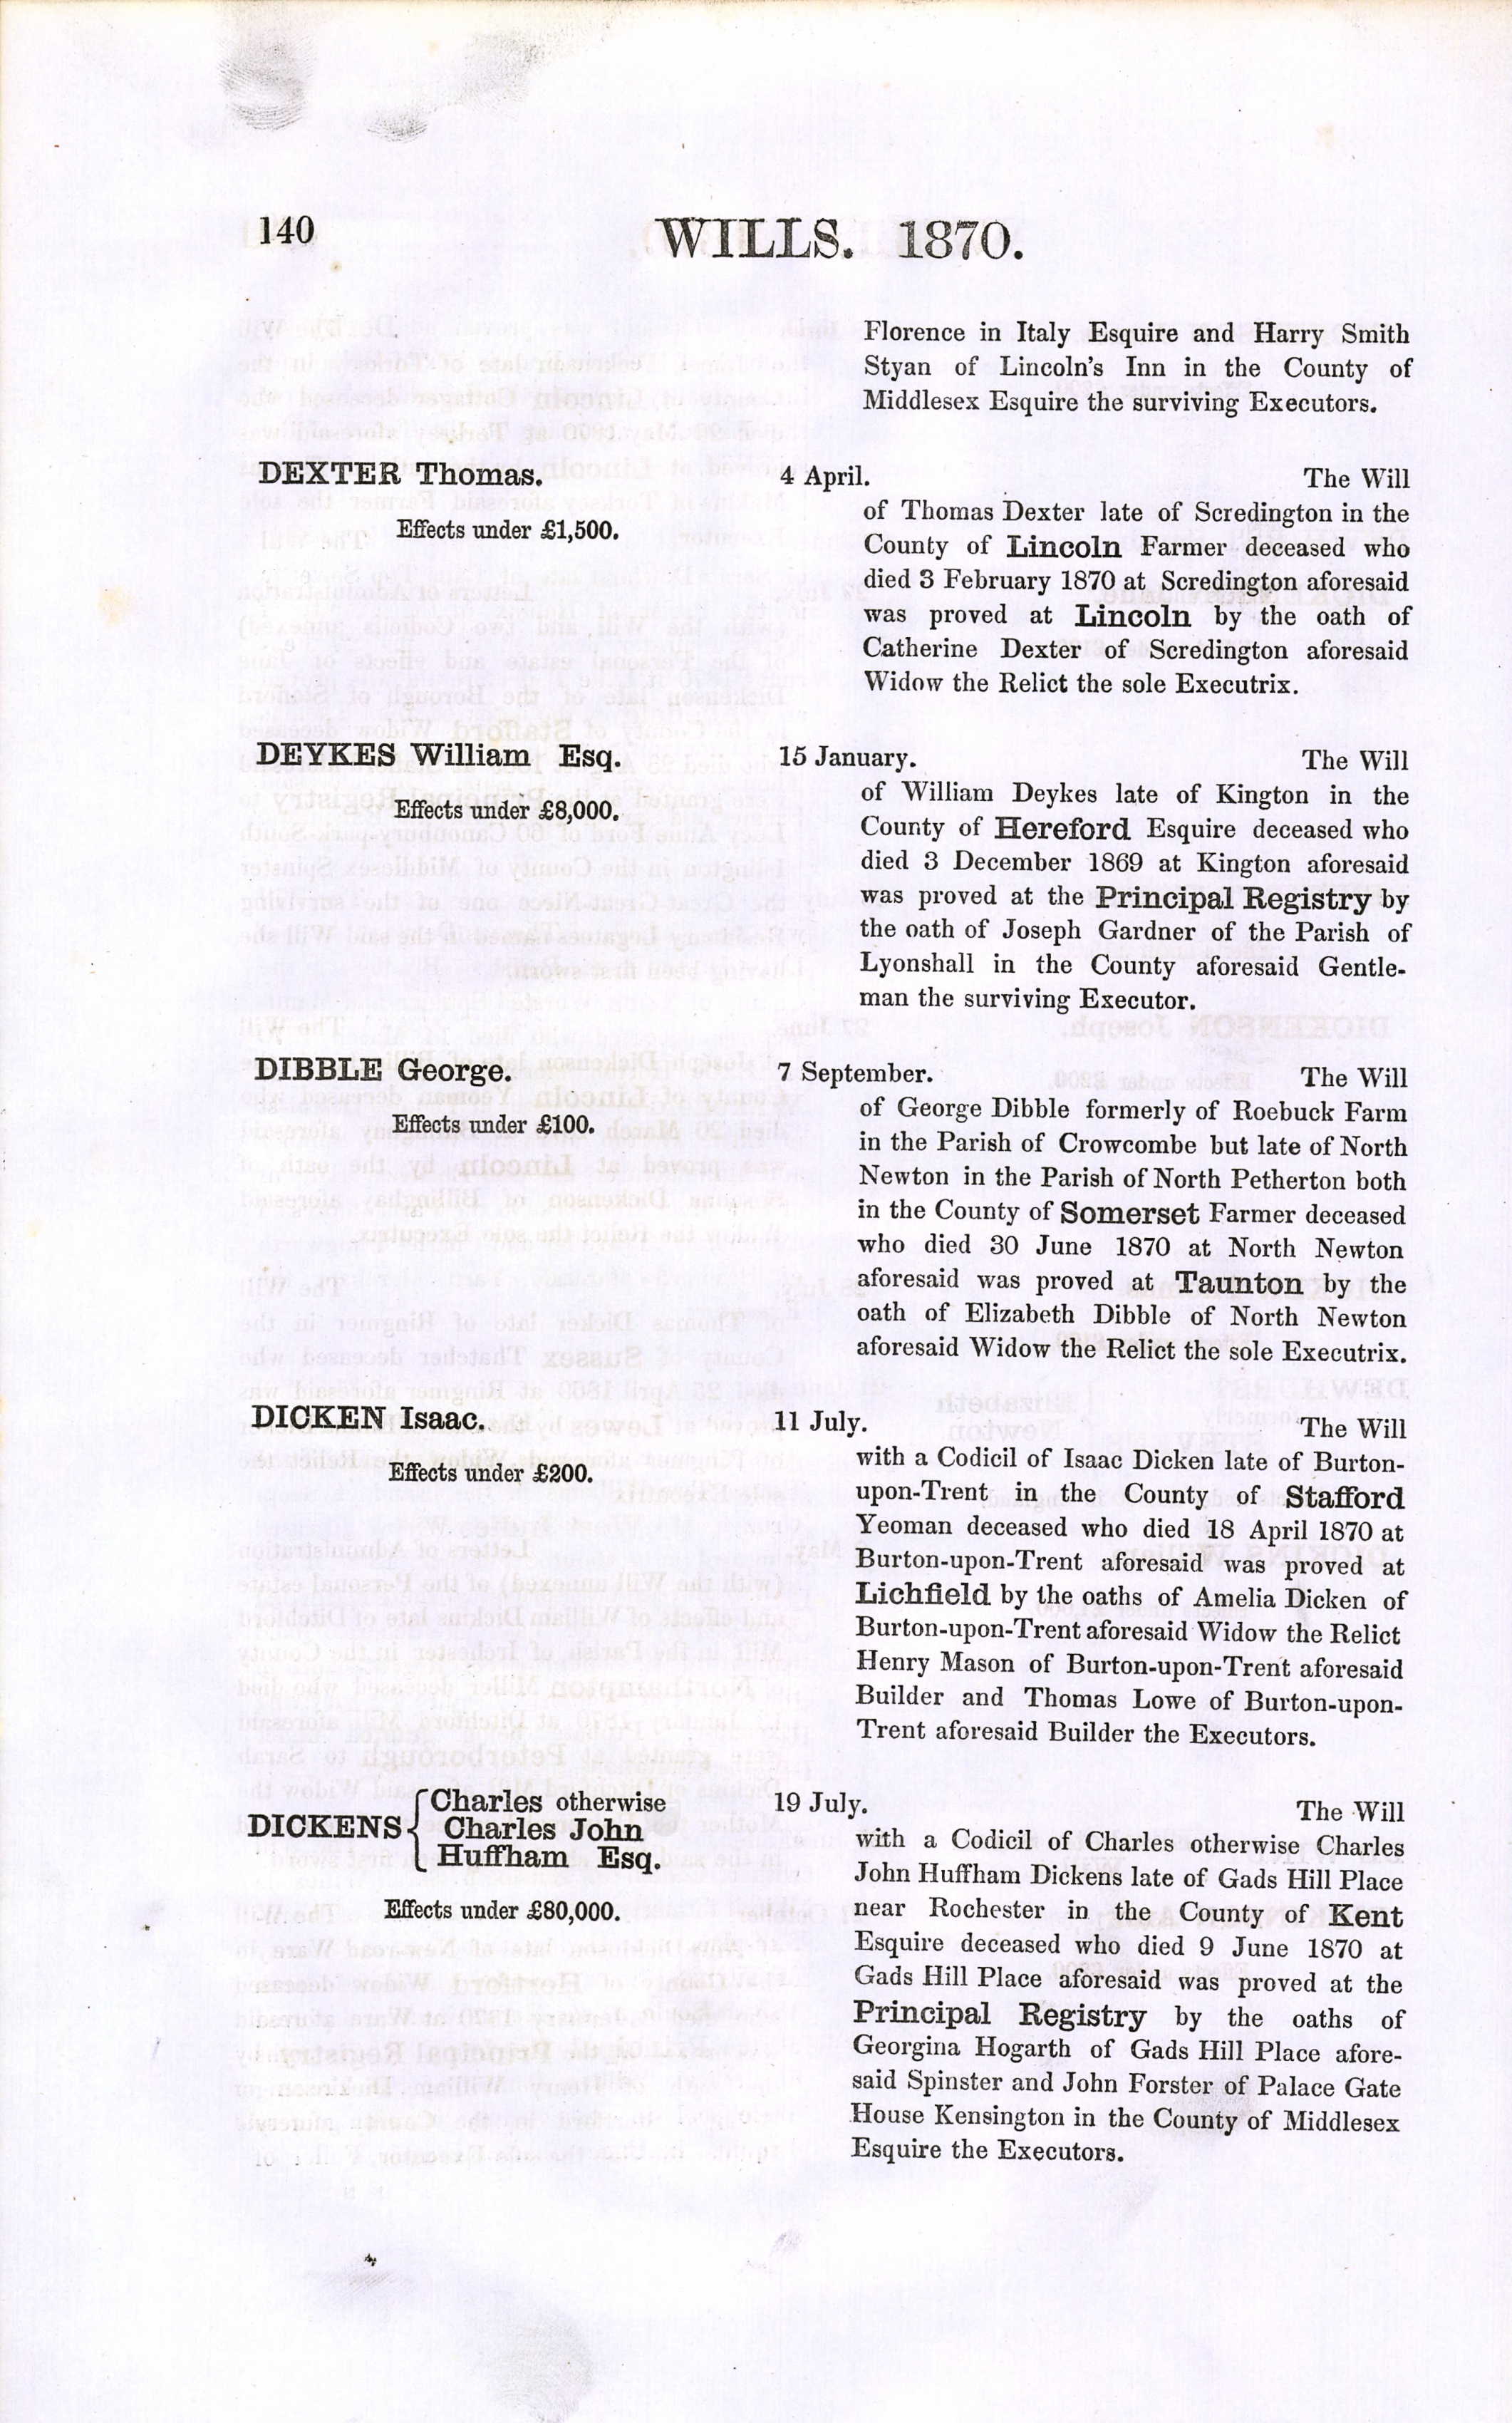 140
WILLS. 1870.
Florence in Italy Esquire and Harry Smith
Styan of Lincoln's Inn in the County of
Middlesex Esquire the surviving Executors.
DEXTER Thomas.
Effects under £1,500.
4 April. The Will
of Thomas Dexter late of Scredington in the
County of Lincoln Farmer deceased who
died 3 February 1870 at Scredington aforesaid
was proved at Lincoln by the oath of
Catherine Dexter of Scredington aforesaid
Widow the Relict the sole Executrix.
DEYKES William Esq.
Effects under £8,000.
15 January. The Will
of William Deykes late of Kington in the
County of Hereford Esquire deceased who
died 3 December 1869 at Kington aforesaid
was proved at the Principal Registry by
the oath of Joseph Gardner of the Parish of
Lyonshall in the County aforesaid Gentle-
man the surviving Executor.
DIBBLE George.
Effects under £100.
7 September. The Will
of George Dibble formerly of Roebuck Farm
in the Parish of Crowcombe but late of North
Newton in the Parish of North Petherton both
in the County of Somerset Farmer deceased
who died 30 June 1870 at North Newton
aforesaid was proved at Taunton by the
oath of Elizabeth Dibble of North Newton
aforesaid Widow the Relict the sole Executrix.
DICKEN Isaac.
Effects under £200.
11 July. The Will
with a Codicil of Isaac Dicken late of Burton-
upon-Trent in the County of Stafford
Yeoman deceased who died 18 April 1870 at
Burton-upon-Trent aforesaid was proved at
Lichfield by the oaths of Amelia Dicken of
Burton-upon-Trent aforesaid Widow the Relict
Henry Mason of Burton-upon-Trent aforesaid
Builder and Thomas Lowe of Burton-upon-
Trent aforesaid Builder the Executors.
DICKENS { Charles otherwise
Charles John
Huffham Esq.
Effects under £80,000.
19 July. The Will
with a Codicil of Charles otherwise Charles
John Huffham Dickens late of Gads Hill Place
near Rochester in the County of Kent
Esquire deceased who died 9 June 1870 at
Gads Hill Place aforesaid was proved at the
Principal Registry by the oaths of
Georgina Hogarth of Gads Hill Place afore-
said Spinster and John Forster of Palace Gate
House Kensington in the County of Middlesex
Esquire the Executors.